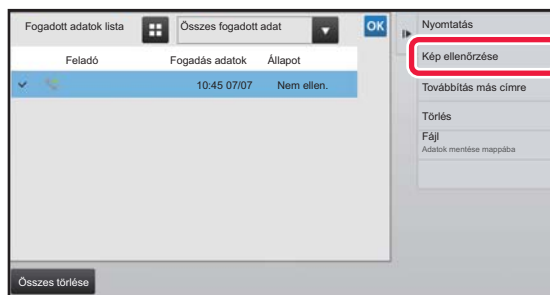 Fogadott adatok lista
Összes fogadott adat
OK
Feladó Fogadás adatok Állapot
10:45 07/07 Nem ellen.
Összes törlése
Nyomtatás
Kép ellenőrzése
Továbbítás más címre
Törlés
Fájl
Adatok mentése mappába